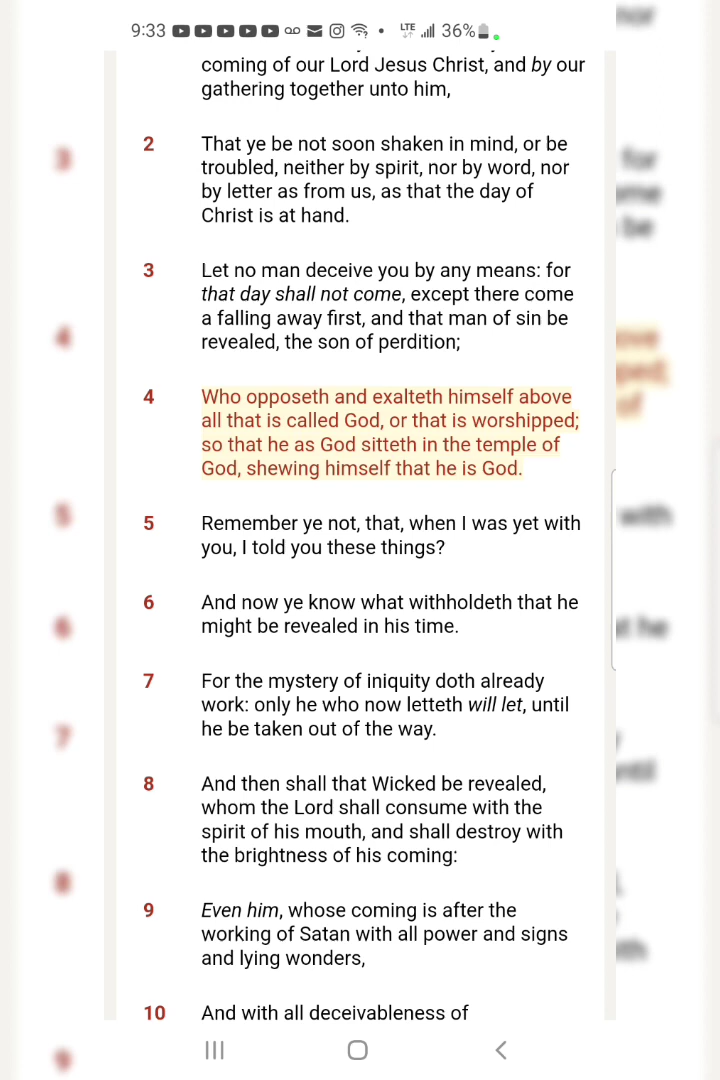 9:33 LTE 36%
coming of our Lord Jesus Christ, and by our
gathering together unto him,
2 That ye be not soon shaken in mind, or be
troubled, neither by spirit, nor by word, nor
by letter as from us, as that the day of
Christ is at hand.
3 Let no man deceive you by any means: for
that day shall not come, except there come
a falling away first, and that man of sin be
revealed, the son of perdition;
4 Who opposeth and exalteth himself above
all that is called God, or that is worshipped;
so that he as God sitteth in the temple of
God, shewing himself that he is God.
5 Remember ye not, that, when I was yet with
you, I told you these things?
6 And now ye know what withholdeth that he
might be revealed in his time.
7 For the mystery of iniquity doth already
work: only he who now letteth will let, until
he be taken out of the way.
8 And then shall that Wicked be revealed,
whom the Lord shall consume with the
spirit of his mouth, and shall destroy with
the brightness of his coming:
9 Even him, whose coming is after the
working of Satan with all power and signs
and lying wonders,
10 And with all deceivableness of